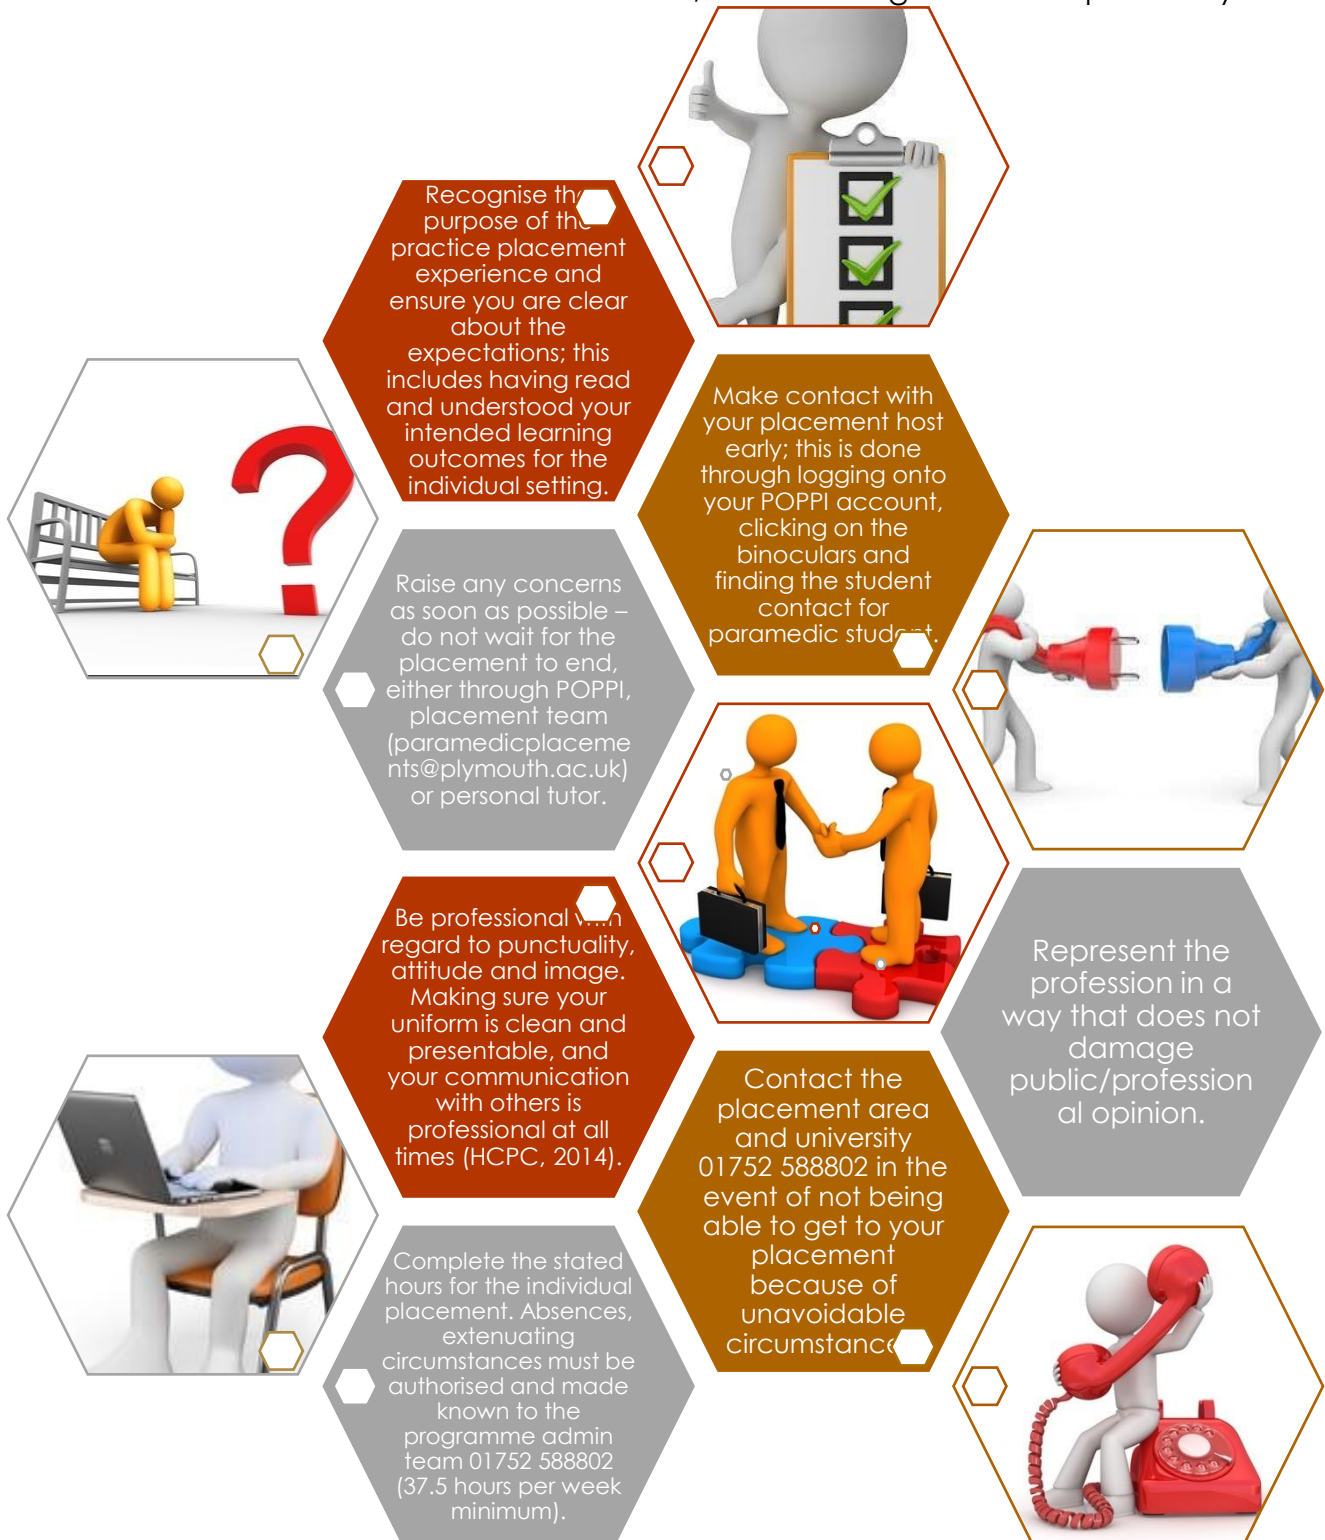 Recognise the
purpose of the
practice placement
experience and
ensure you are clear
about the
expectations; this
includes having read
and understood your
intended learning
outcomes for the
individual setting.
Make contact with
your placement host
early; this is done
through logging onto
your POPPI account,
clicking on the
binoculars and
finding the student
contact for
paramedic student.
Raise any concerns
as soon as possible –
do not wait for the
placement to end,
either through POPPI,
placement team
(paramedicplaceme
nts@plymouth.ac.uk)
or personal tutor.
Be professional with
regard to punctuality,
attitude and image.
Making sure your
uniform is clean and
presentable, and
your communication
with others is
professional at all
times (HCPC, 2014).
Represent the
profession in a
way that does not
damage
public/profession
al opinion.
Contact the
placement area
and university
01752 588802 in the
event of not being
able to get to your
placement
because of
unavoidable
Complete the stated
hours for the individual
placement. Absences,
extenuating
circumstances must be
authorised and made
known to the
programme admin
team 01752 588802
(37.5 hours per week
minimum).